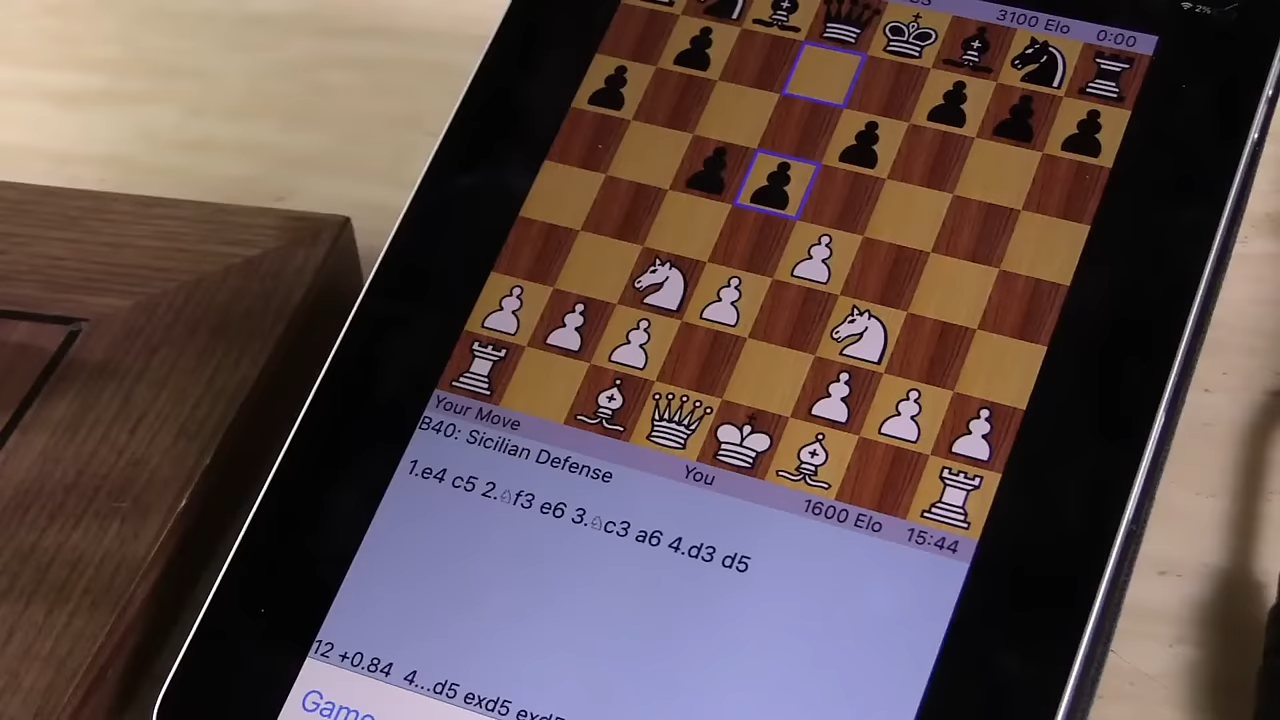 2%
3100 Elo 0:00
Your Move
You
1600 Elo 15:44
B40: Sicilian Defense
1.e4 c5 2.♘f3 e6 3.♘c3 a6 4.d3 d5
12 +0.84 4...d5 exd5
Game